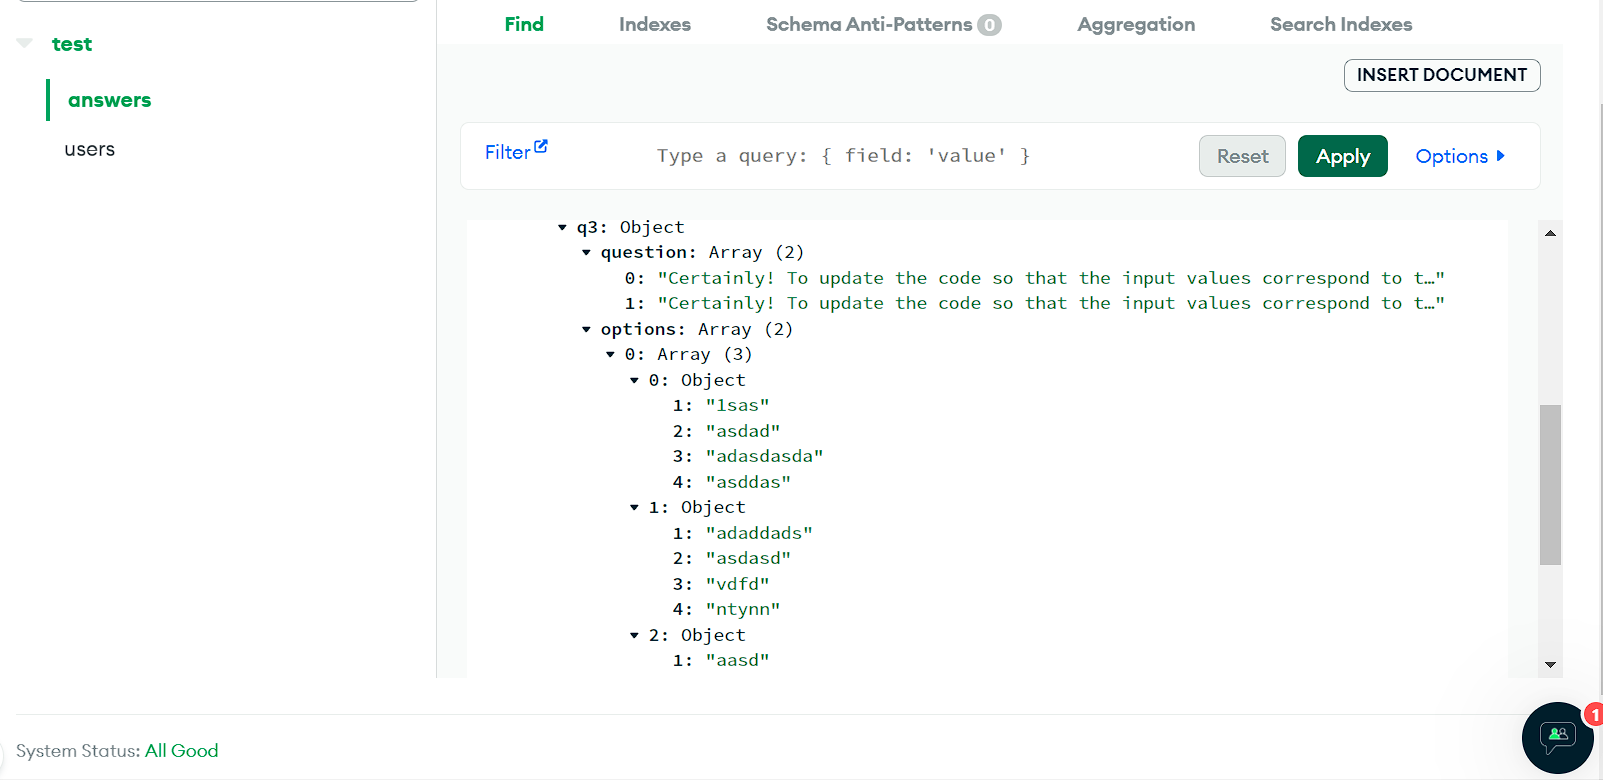 Find Indexes Schema Anti-Patterns 0 Aggregation Search Indexes
test
answers
users
INSERT DOCUMENT
Filter Type a query: { field: 'value' } Reset Apply Options
q3: Object
question: Array (2)
0: "Certainly! To update the code so that the input values correspond to t…"
1: "Certainly! To update the code so that the input values correspond to t…"
options: Array (2)
0: Array (3)
0: Object
1: "1sas"
2: "asdad"
3: "adasdasda"
4: "asddas"
1: Object
1: "adaddads"
2: "asdasd"
3: "vdfd"
4: "ntynn"
2: Object
1: "aasd"
System Status: All Good
1